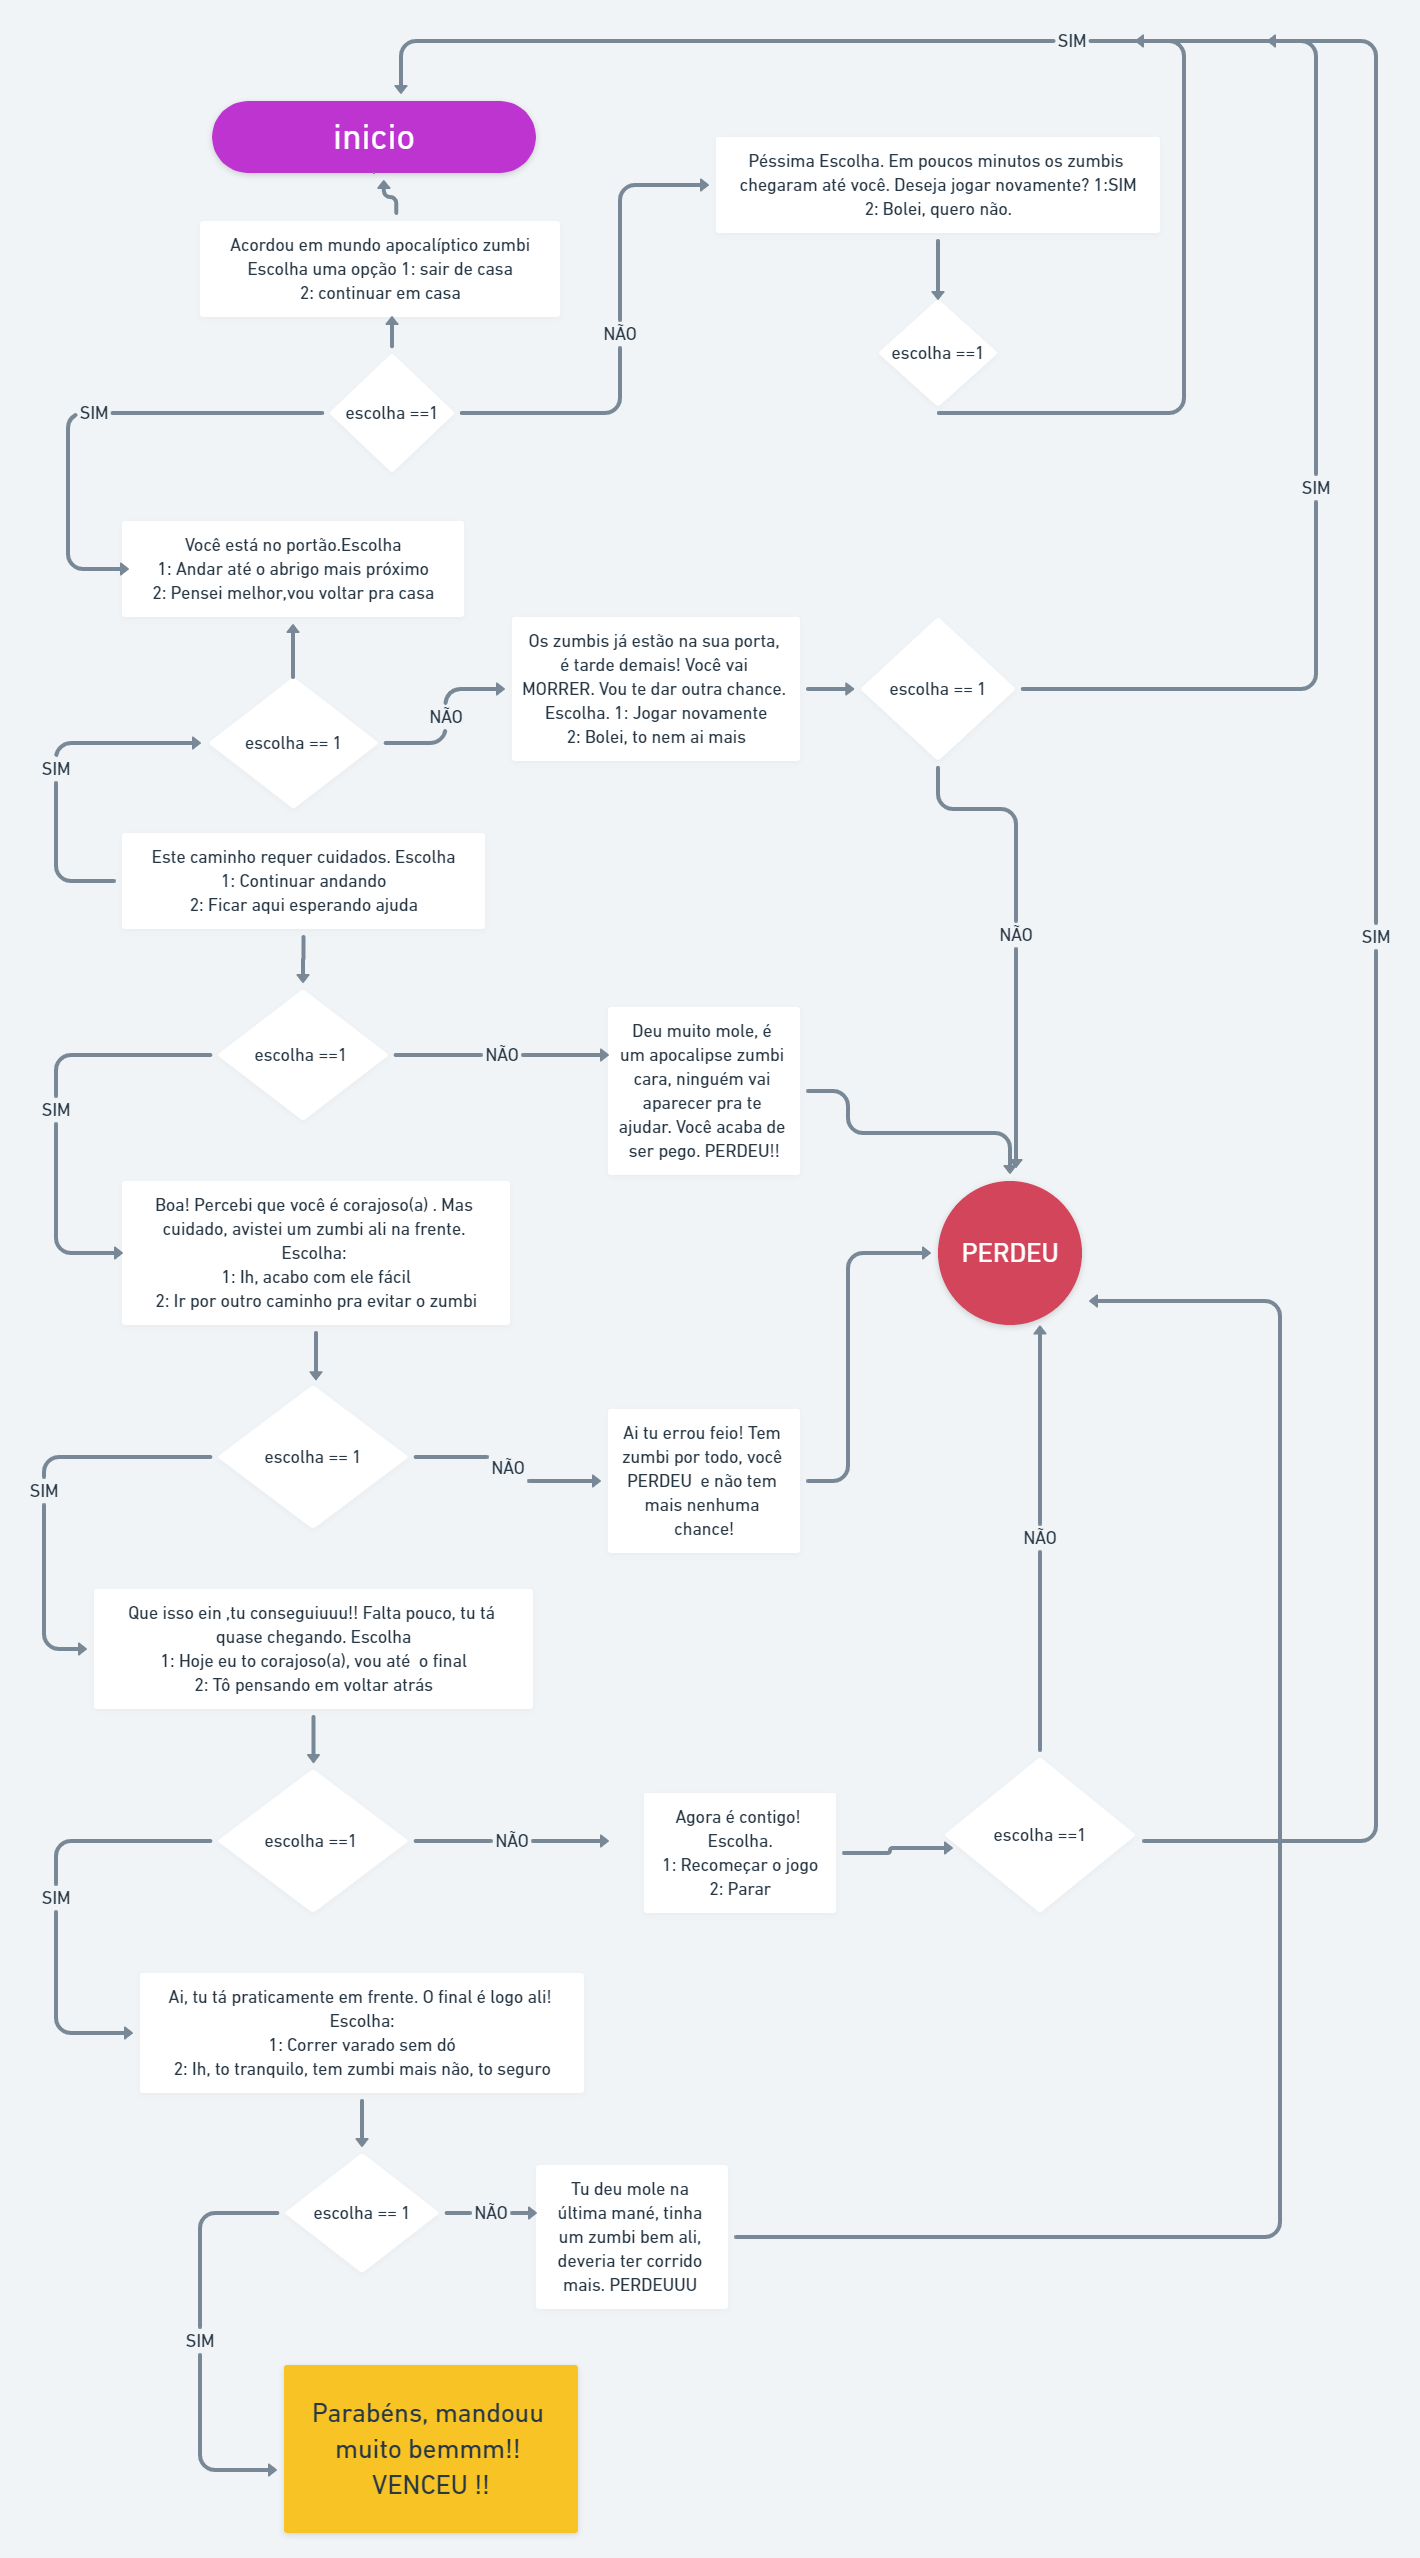 SIM
inicio
Péssima Escolha. Em poucos minutos os zumbis
chegaram até você. Deseja jogar novamente? 1:SIM
2: Bolei, quero não.
Acordou em mundo apocalíptico zumbi
Escolha uma opção 1: sair de casa
2: continuar em casa
NÃO
escolha ==1
SIM
escolha ==1
SIM
Você está no portão.Escolha
1: Andar até o abrigo mais próximo
2: Pensei melhor,vou voltar pra casa
Os zumbis já estão na sua porta,
é tarde demais! Você vai
MORRER. Vou te dar outra chance.
Escolha. 1: Jogar novamente
2: Bolei, to nem ai mais
escolha == 1
NÃO
escolha == 1
SIM
Este caminho requer cuidados. Escolha
1: Continuar andando
2: Ficar aqui esperando ajuda
NÃO
SIM
escolha ==1
NÃO
Deu muito mole, é
um apocalipse zumbi
cara, ninguém vai
aparecer pra te
ajudar. Você acaba de
ser pego. PERDEU!!
SIM
Boa! Percebi que você é corajoso(a) . Mas
cuidado, avistei um zumbi ali na frente.
Escolha:
1: Ih, acabo com ele fácil
2: Ir por outro caminho pra evitar o zumbi
PERDEU
escolha == 1
NÃO
Ai tu errou feio! Tem
zumbi por todo, você
PERDEU  e não tem
mais nenhuma
chance!
SIM
NÃO
Que isso ein ,tu conseguiuuu!! Falta pouco, tu tá
quase chegando. Escolha
1: Hoje eu to corajoso(a), vou até  o final
2: Tô pensando em voltar atrás
escolha ==1
NÃO
Agora é contigo!
Escolha.
1: Recomeçar o jogo
2: Parar
escolha ==1
SIM
Ai, tu tá praticamente em frente. O final é logo ali!
Escolha:
1: Correr varado sem dó
2: Ih, to tranquilo, tem zumbi mais não, to seguro
escolha == 1
NÃO
Tu deu mole na
última mané, tinha
um zumbi bem ali,
deveria ter corrido
mais. PERDEUUU
SIM
Parabéns, mandouu
muito bemmm!!
VENCEU !!